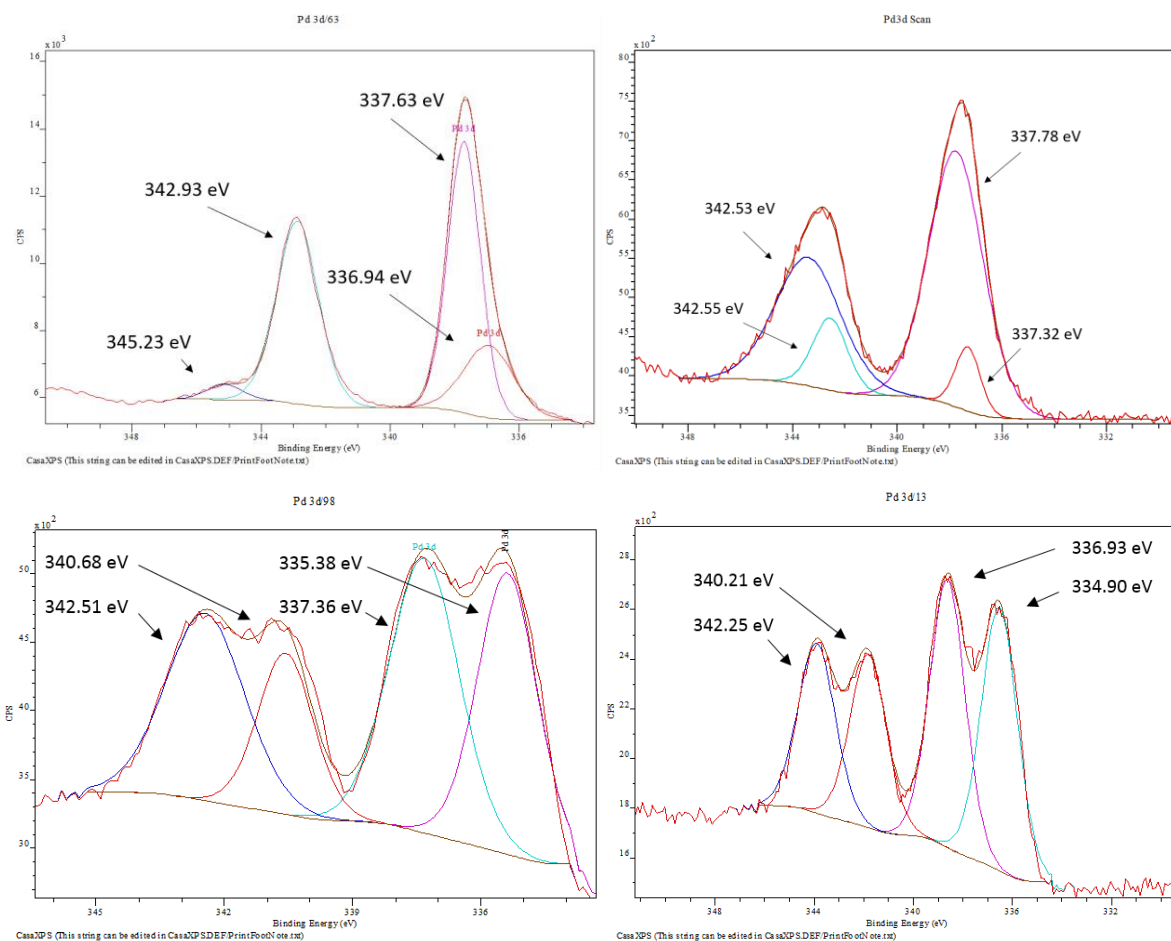 Pd 3d/63
x 10³
16
14
12
10
8
6
CPS
337.63 eV
Pd 3d
342.93 eV
336.94 eV
Pd 3d
345.23 eV
348
344
340
336
Binding Energy (eV)
CasaXPS (This string can be edited in CasaXPS.DEF/PrintFootNote.txt)
Pd3d Scan
x 10²
80
75
70
65
60
55
50
45
40
35
CPS
337.78 eV
342.53 eV
342.55 eV
337.32 eV
348
344
340
336
332
Binding Energy (eV)
CasaXPS (This string can be edited in CasaXPS.DEF/PrintFootNote.txt)
Pd 3d/98
x 10²
50
45
40
35
30
CPS
340.68 eV
342.51 eV
335.38 eV
337.36 eV
Pd 3d
Pd 3d
345
342
339
336
Binding Energy (eV)
CasaXPS (This string can be edited in CasaXPS.DEF/PrintFootNote.txt)
Pd 3d/13
x 10²
28
26
24
22
20
18
16
CPS
336.93 eV
340.21 eV
334.90 eV
342.25 eV
348
344
340
336
332
Binding Energy (eV)
CasaXPS (This string can be edited in CasaXPS.DEF/PrintFootNote.txt)